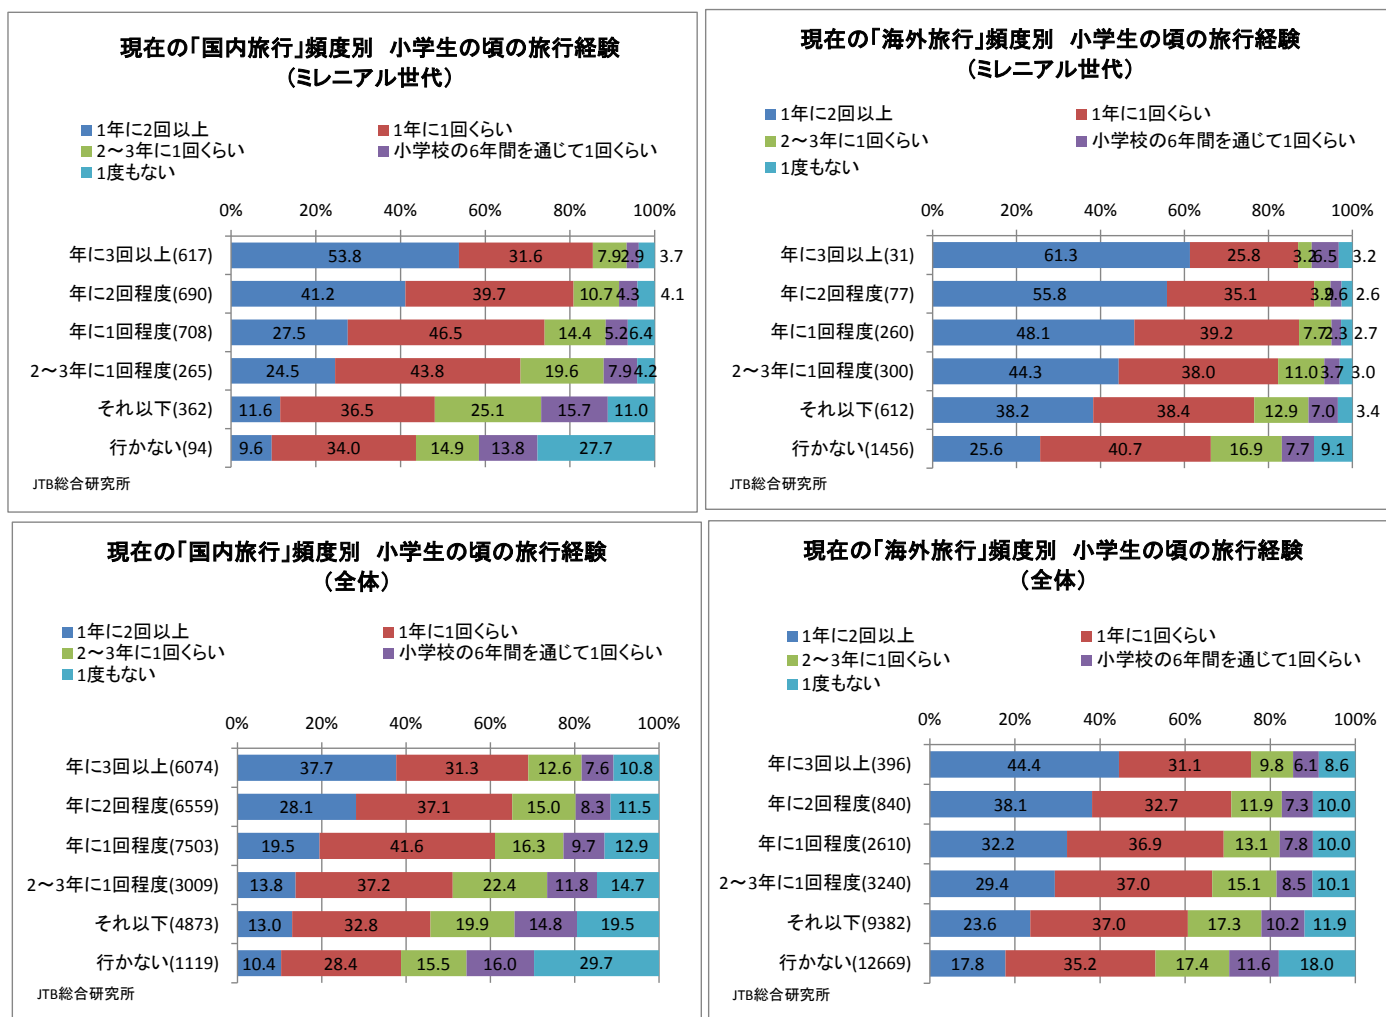 現在の「国内旅行」頻度別　小学生の頃の旅行経験
（ミレニアル世代）
1年に2回以上
1年に1回くらい
2～3年に1回くらい
小学校の6年間を通じて1回くらい
1度もない
0% 20% 40% 60% 80% 100%
年に3回以上(617) 53.8 31.6 7.9 2.9 3.7
年に2回程度(690) 41.2 39.7 10.7 4.3 4.1
年に1回程度(708) 27.5 46.5 14.4 5.2 6.4
2～3年に1回程度(265) 24.5 43.8 19.6 7.9 4.2
それ以下(362) 11.6 36.5 25.1 15.7 11.0
行かない(94) 9.6 34.0 14.9 13.8 27.7
JTB総合研究所
現在の「海外旅行」頻度別　小学生の頃の旅行経験
（ミレニアル世代）
1年に2回以上
1年に1回くらい
2～3年に1回くらい
小学校の6年間を通じて1回くらい
1度もない
0% 20% 40% 60% 80% 100%
年に3回以上(31) 61.3 25.8 3.2 6.5 3.2
年に2回程度(77) 55.8 35.1 3.9 2.6 2.6
年に1回程度(260) 48.1 39.2 7.7 2.3 2.7
2～3年に1回程度(300) 44.3 38.0 11.0 3.7 3.0
それ以下(612) 38.2 38.4 12.9 7.0 3.4
行かない(1456) 25.6 40.7 16.9 7.7 9.1
JTB総合研究所
現在の「国内旅行」頻度別　小学生の頃の旅行経験
（全体）
1年に2回以上
1年に1回くらい
2～3年に1回くらい
小学校の6年間を通じて1回くらい
1度もない
0% 20% 40% 60% 80% 100%
年に3回以上(6074) 37.7 31.3 12.6 7.6 10.8
年に2回程度(6559) 28.1 37.1 15.0 8.3 11.5
年に1回程度(7503) 19.5 41.6 16.3 9.7 12.9
2～3年に1回程度(3009) 13.8 37.2 22.4 11.8 14.7
それ以下(4873) 13.0 32.8 19.9 14.8 19.5
行かない(1119) 10.4 28.4 15.5 16.0 29.7
JTB総合研究所
現在の「海外旅行」頻度別　小学生の頃の旅行経験
（全体）
1年に2回以上
1年に1回くらい
2～3年に1回くらい
小学校の6年間を通じて1回くらい
1度もない
0% 20% 40% 60% 80% 100%
年に3回以上(396) 44.4 31.1 9.8 6.1 8.6
年に2回程度(840) 38.1 32.7 11.9 7.3 10.0
年に1回程度(2610) 32.2 36.9 13.1 7.8 10.0
2～3年に1回程度(3240) 29.4 37.0 15.1 8.5 10.1
それ以下(9382) 23.6 37.0 17.3 10.2 11.9
行かない(12669) 17.8 35.2 17.4 11.6 18.0
JTB総合研究所